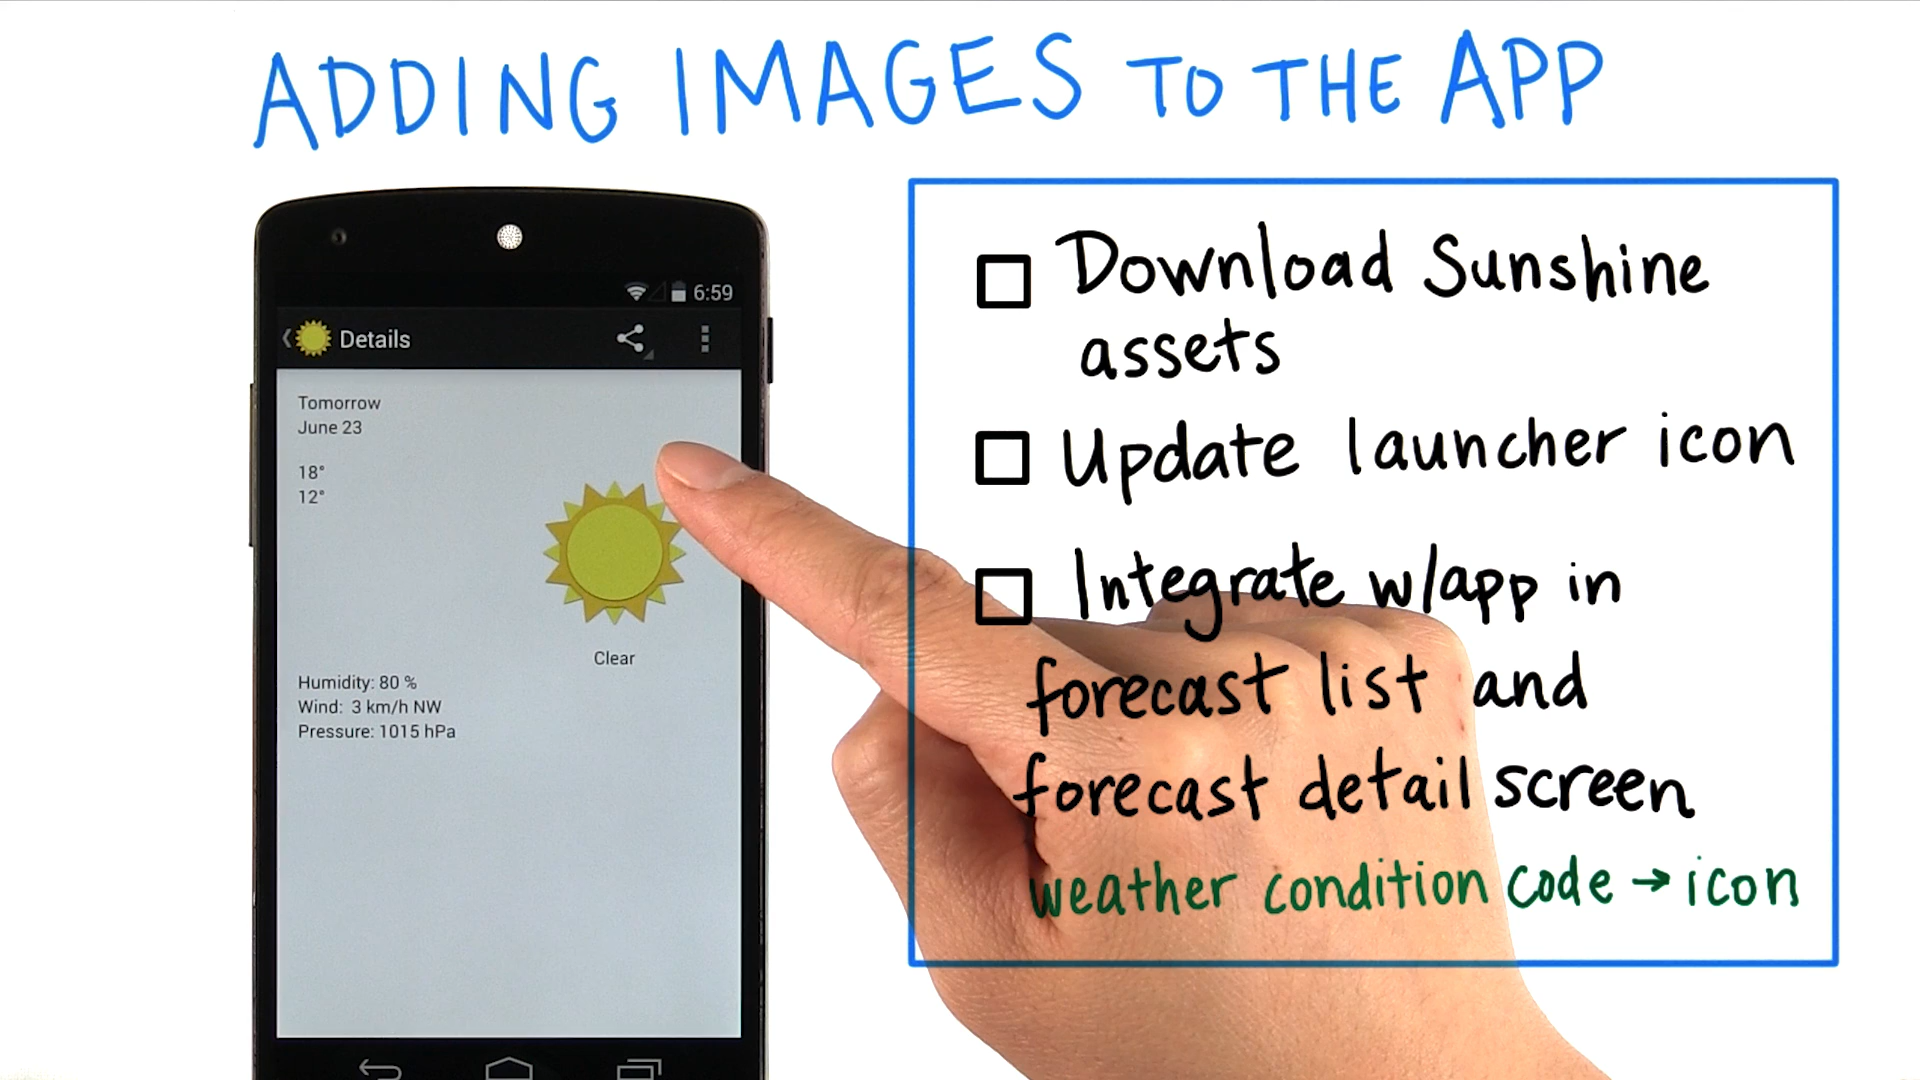 ADDING IMAGES TO THE APP
6:59
Details
Tomorrow
June 23
18°
12°
Clear
Humidity: 80 %
Wind: 3 km/h NW
Pressure: 1015 hPa
Download Sunshine
assets
Update launcher icon
Integrate w/app in
forecast list and
forecast detail screen
weather condition code → icon